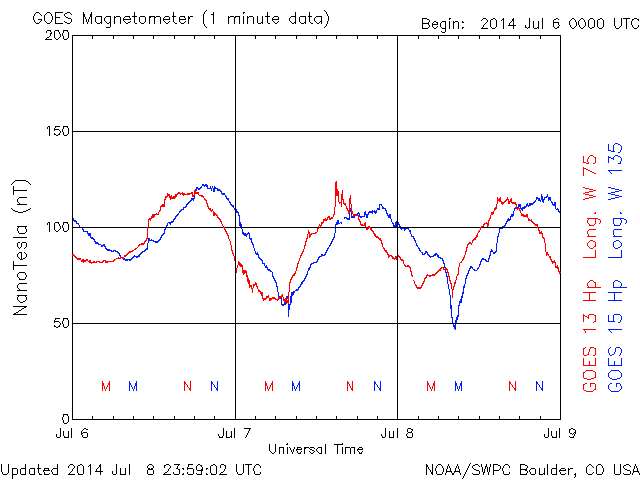 GOES Magnetometer (1 minute data)
Begin: 2014 Jul 6 0000 UTC
200
150
100
50
0
NanoTesla (nT)
M M N N M M N N M M N N
Jul 6 Jul 7 Jul 8 Jul 9
Universal Time
GOES 13 Hp Long. W 75
GOES 15 Hp Long. W 135
Updated 2014 Jul 8 23:59:02 UTC
NOAA/SWPC Boulder, CO USA